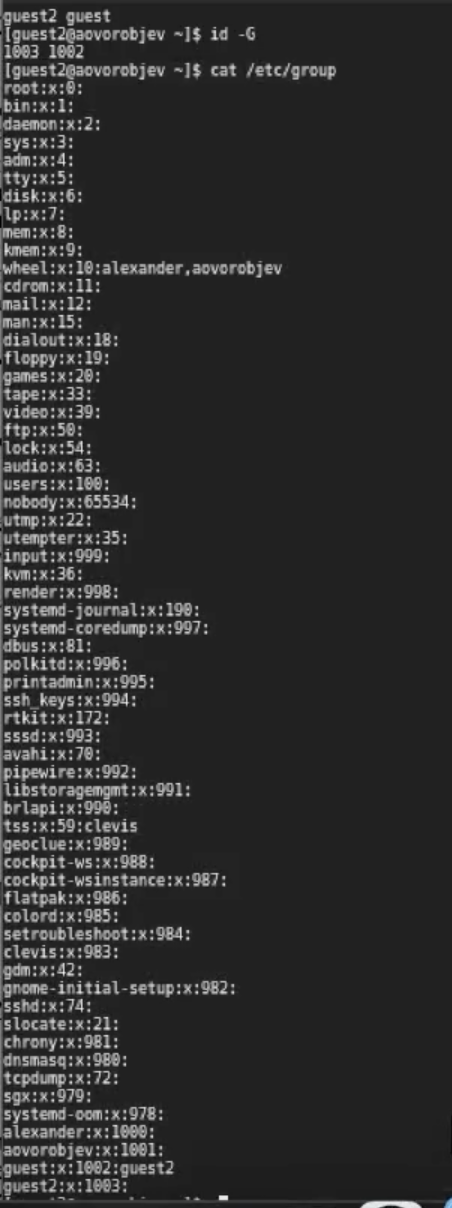 guest2 guest
[guest2@aovorobjev ~]$ id -G
1003 1002
[guest2@aovorobjev ~]$ cat /etc/group
root:x:0:
bin:x:1:
daemon:x:2:
sys:x:3:
adm:x:4:
tty:x:5:
disk:x:6:
lp:x:7:
mem:x:8:
kmem:x:9:
wheel:x:10:alexander,aovorobjev
cdrom:x:11:
mail:x:12:
man:x:15:
dialout:x:18:
floppy:x:19:
games:x:20:
tape:x:33:
video:x:39:
ftp:x:50:
lock:x:54:
audio:x:63:
users:x:100:
nobody:x:65534:
utmp:x:22:
utempter:x:35:
input:x:999:
kvm:x:36:
render:x:998:
systemd-journal:x:190:
systemd-coredump:x:997:
dbus:x:81:
polkitd:x:996:
printadmin:x:995:
ssh_keys:x:994:
rtkit:x:172:
sssd:x:993:
avahi:x:70:
pipewire:x:992:
libstoragemgmt:x:991:
brlapi:x:990:
tss:x:59:clevis
geoclue:x:989:
cockpit-ws:x:988:
cockpit-wsinstance:x:987:
flatpak:x:986:
colord:x:985:
setroubleshoot:x:984:
clevis:x:983:
gdm:x:42:
gnome-initial-setup:x:982:
sshd:x:74:
slocate:x:21:
chrony:x:981:
dnsmasq:x:980:
tcpdump:x:72:
sgx:x:979:
systemd-oom:x:978:
alexander:x:1000:
aovorobjev:x:1001:
guest:x:1002:guest2
guest2:x:1003: